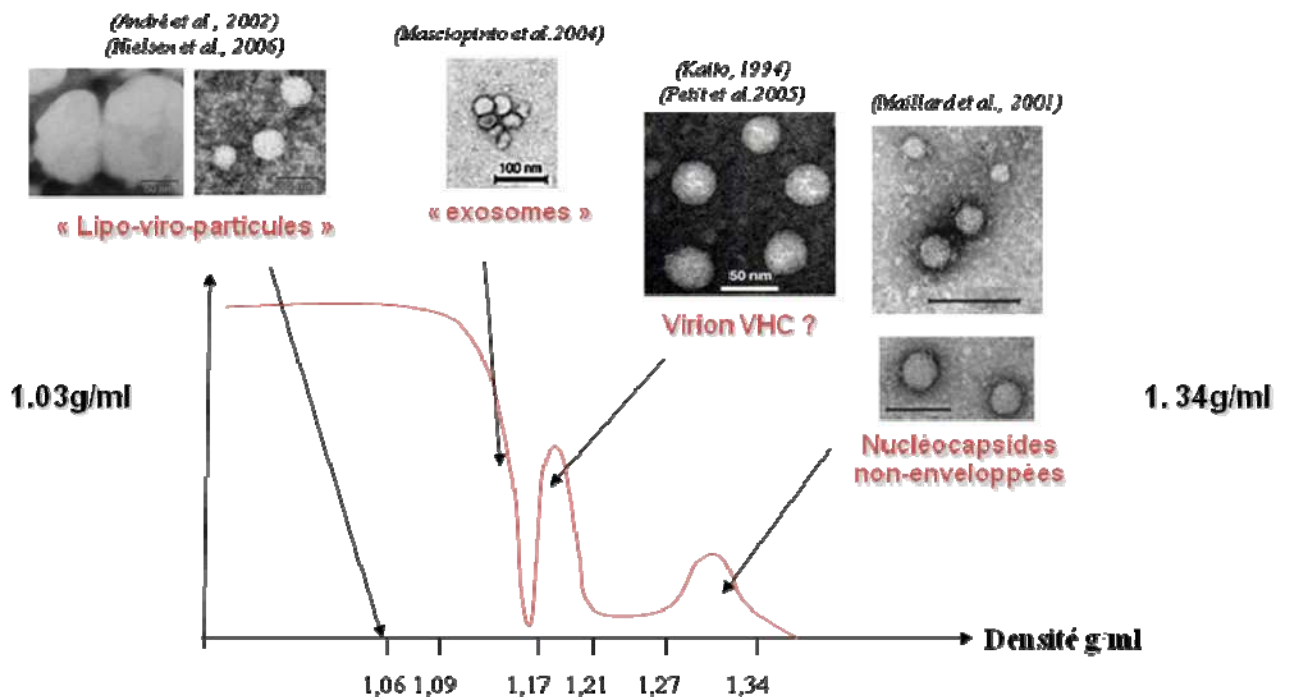 (André et al., 2002)
(Nielsen et al., 2006)
(Masciopinto et al.2004)
(Kaito, 1994)
(Petit et al.2005)
(Maillard et al., 2001)
100 nm
50 nm
« Lipo-viro-particules »
« exosomes »
Virion VHC ?
Nucléocapsides
non-enveloppées
1.03g/ml
1. 34g/ml
Densité g/ml
1,06 1,09 1,17 1,21 1,27 1,34